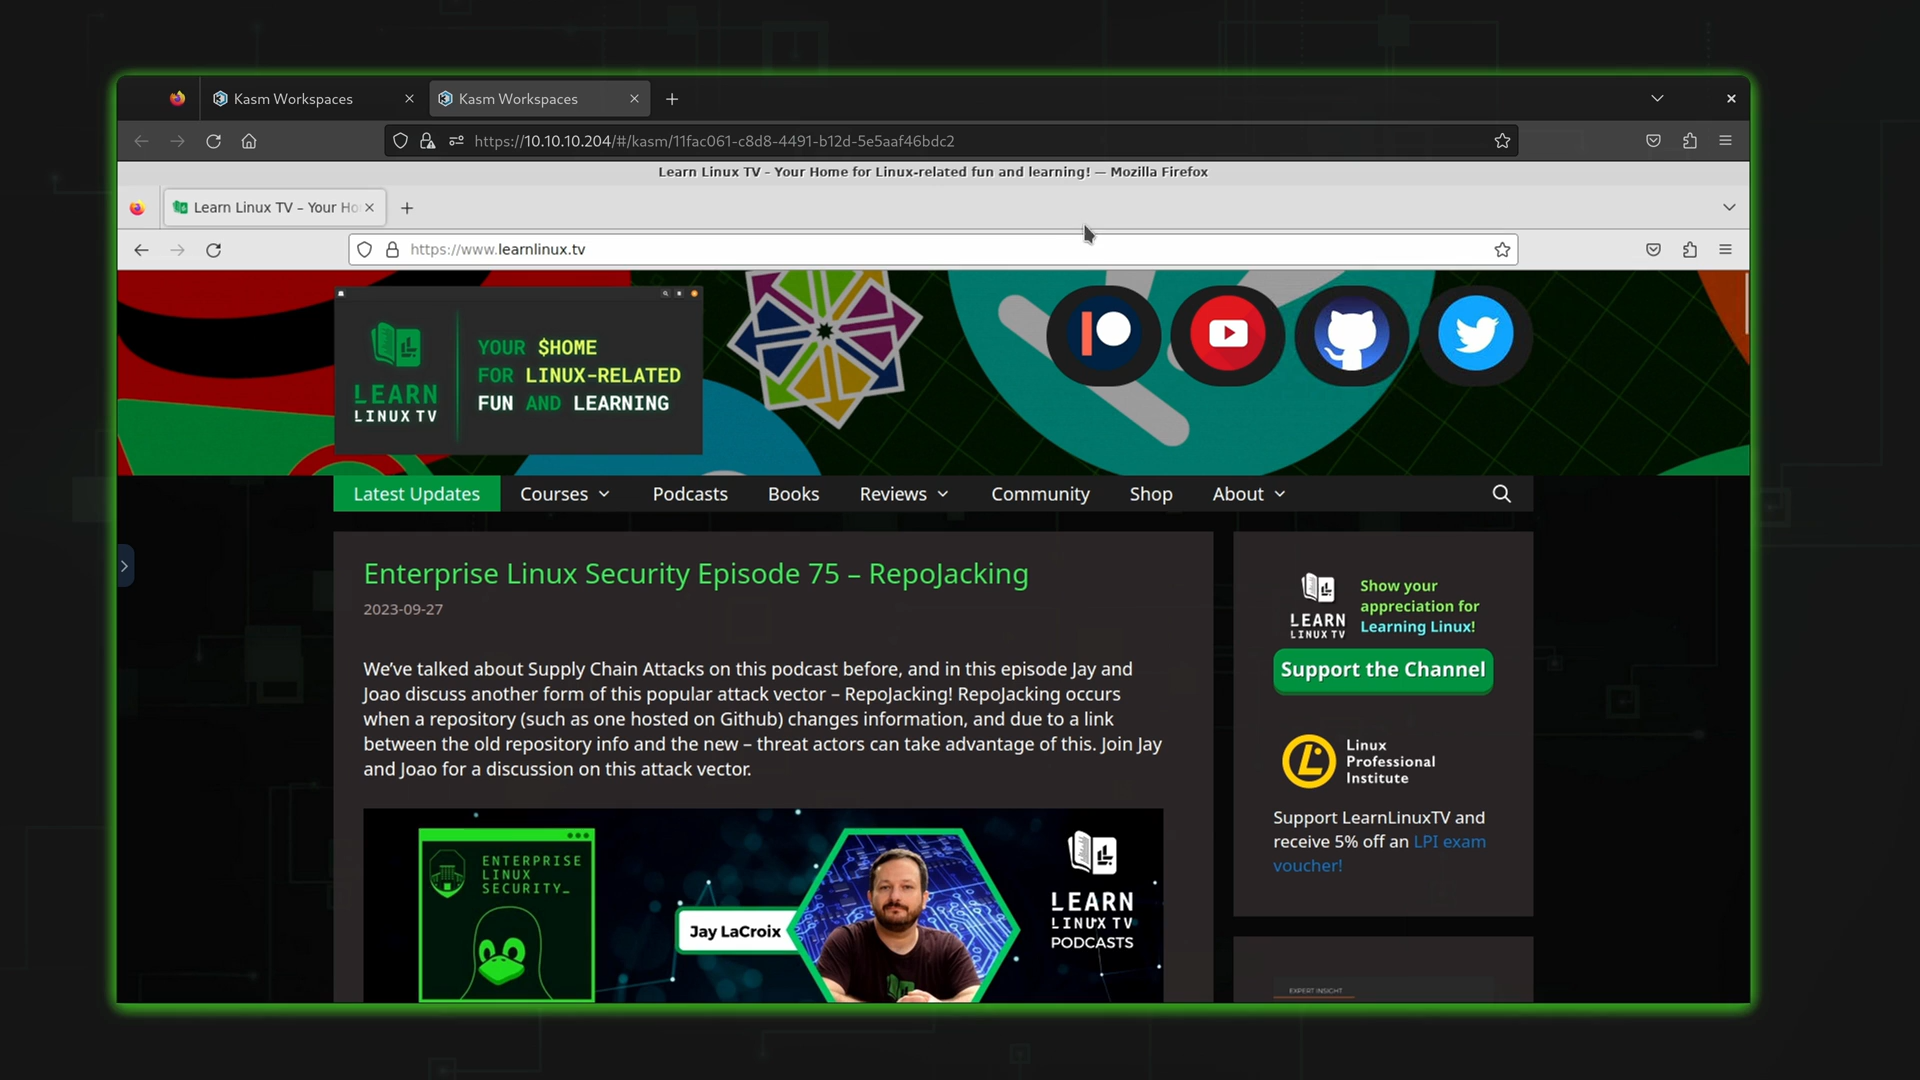 Kasm Workspaces
Kasm Workspaces
https://10.10.10.204/#/kasm/11fac061-c8d8-4491-b12d-5e5aaf46bdc2
Learn Linux TV - Your Home for Linux-related fun and learning! — Mozilla Firefox
Learn Linux TV – Your Ho
https://www.learnlinux.tv
LEARN
LINUX TV
YOUR $HOME
FOR LINUX-RELATED
FUN AND LEARNING
Latest Updates Courses Podcasts Books Reviews Community Shop About
Enterprise Linux Security Episode 75 – RepoJacking
2023-09-27
We’ve talked about Supply Chain Attacks on this podcast before, and in this episode Jay and
Joao discuss another form of this popular attack vector – RepoJacking! RepoJacking occurs
when a repository (such as one hosted on Github) changes information, and due to a link
between the old repository info and the new – threat actors can take advantage of this. Join Jay
and Joao for a discussion on this attack vector.
ENTERPRISE
LINUX
SECURITY_
Jay LaCroix
LEARN
LINUX TV
PODCASTS
LEARN
LINUX TV
Show your
appreciation for
Learning Linux!
Support the Channel
Linux
Professional
Institute
Support LearnLinuxTV and
receive 5% off an LPI exam
voucher!
EXPERT INSIGHT